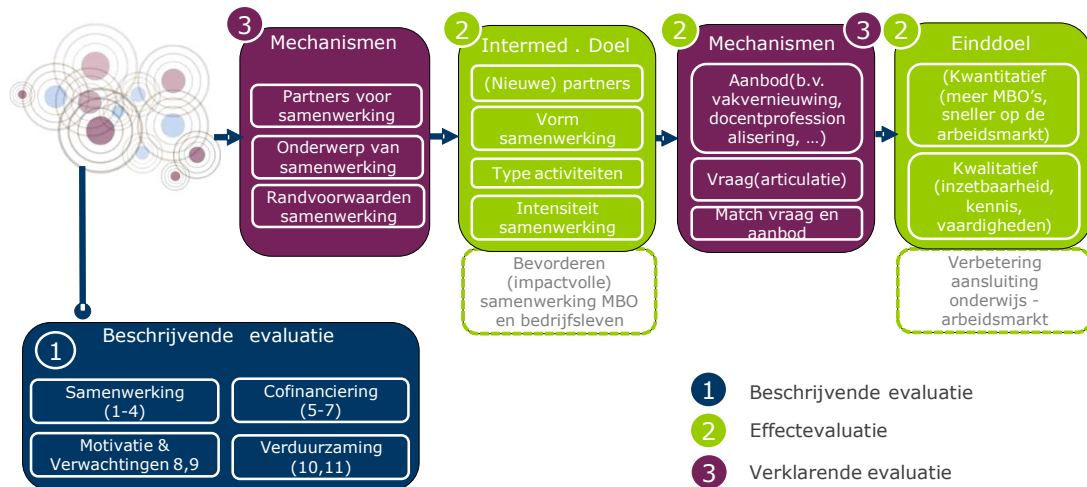 3
Mechanismen
Partners voor
samenwerking
Onderwerp van
samenwerking
Randvoorwaarden
samenwerking
2
Intermed . Doel
(Nieuwe) partners
Vorm
samenwerking
Type activiteiten
Intensiteit
samenwerking
Bevorderen
(impactvolle)
samenwerking MBO
en bedrijfsleven
Mechanismen
3
Aanbod(b.v.
vakvernieuwing,
docentprofession
alisering, ...)
Vraag(articulatie)
Match vraag en
aanbod
2
Einddoel
(Kwantitatief
(meer MBO's,
sneller op de
arbeidsmarkt)
Kwalitatief
(inzetbaarheid,
kennis,
vaardigheden)
Verbetering
aansluiting
onderwijs -
arbeidsmarkt
1
Beschrijvende evaluatie
Samenwerking
(1-4)
Cofinanciering
(5-7)
Motivatie &
Verwachtingen 8,9
Verduurzaming
(10,11)
1 Beschrijvende evaluatie
2 Effectevaluatie
3 Verklarende evaluatie